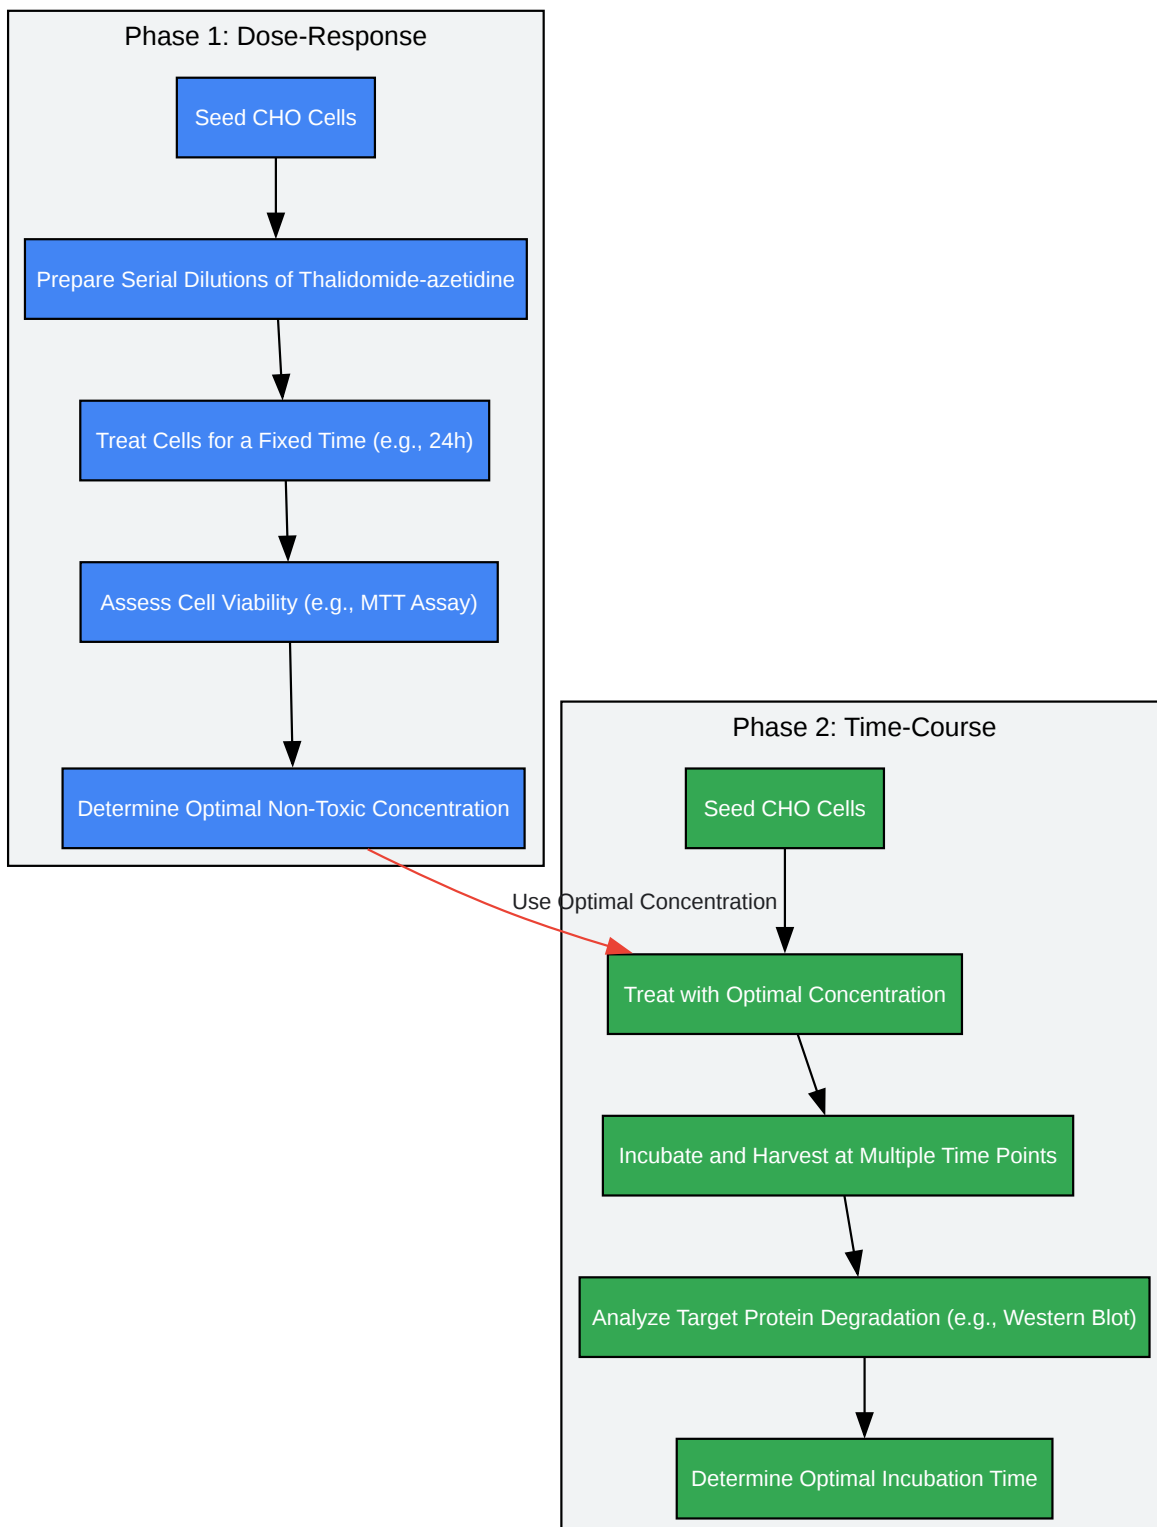 Phase 1: Dose-Response
Seed CHO Cells
Prepare Serial Dilutions of Thalidomide-azetidine
Treat Cells for a Fixed Time (e.g., 24h)
Assess Cell Viability (e.g., MTT Assay)
Determine Optimal Non-Toxic Concentration
Use Optimal Concentration
Phase 2: Time-Course
Seed CHO Cells
Treat with Optimal Concentration
Incubate and Harvest at Multiple Time Points
Analyze Target Protein Degradation (e.g., Western Blot)
Determine Optimal Incubation Time